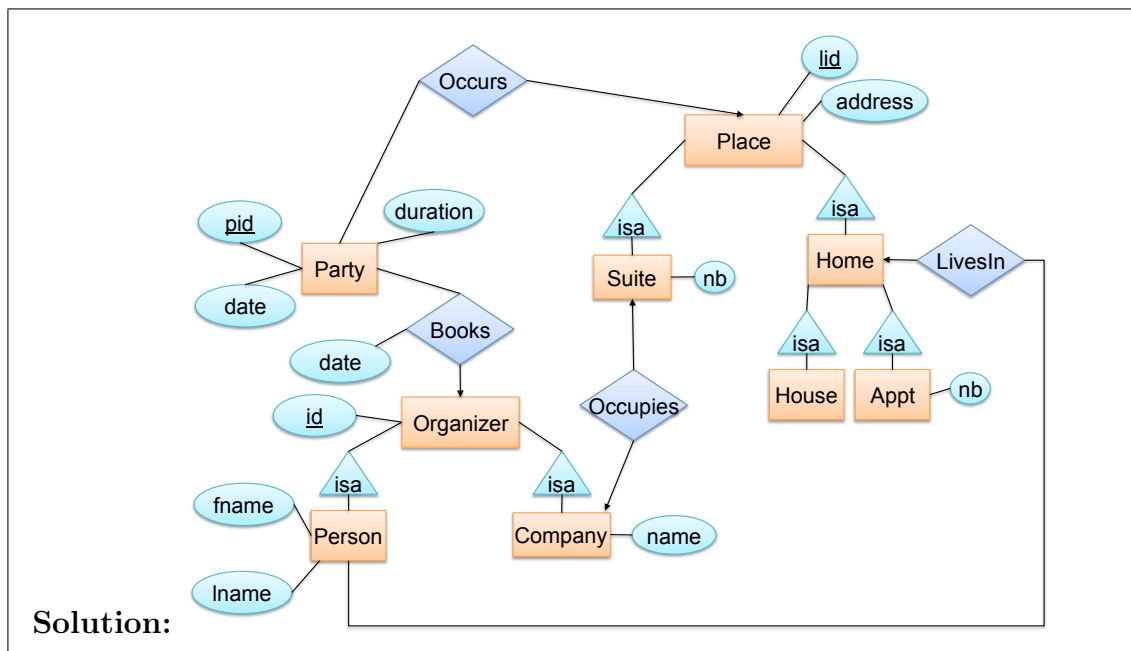 Occurs
lid
address
Place
pid
duration
isa
isa
Party
Suite
nb
Home
LivesIn
date
Books
date
isa
isa
House
Appt
nb
Occupies
id
Organizer
isa
isa
fname
Person
Company
name
lname
Solution: